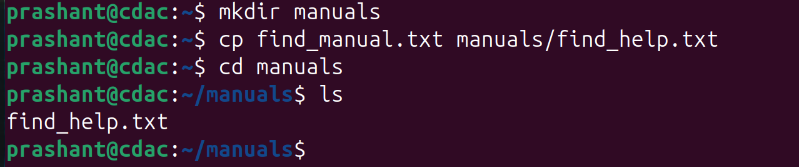 prashant@cdac:~$ mkdir manuals
prashant@cdac:~$ cp find_manual.txt manuals/find_help.txt
prashant@cdac:~$ cd manuals
prashant@cdac:~/manuals$ ls
find_help.txt
prashant@cdac:~/manuals$